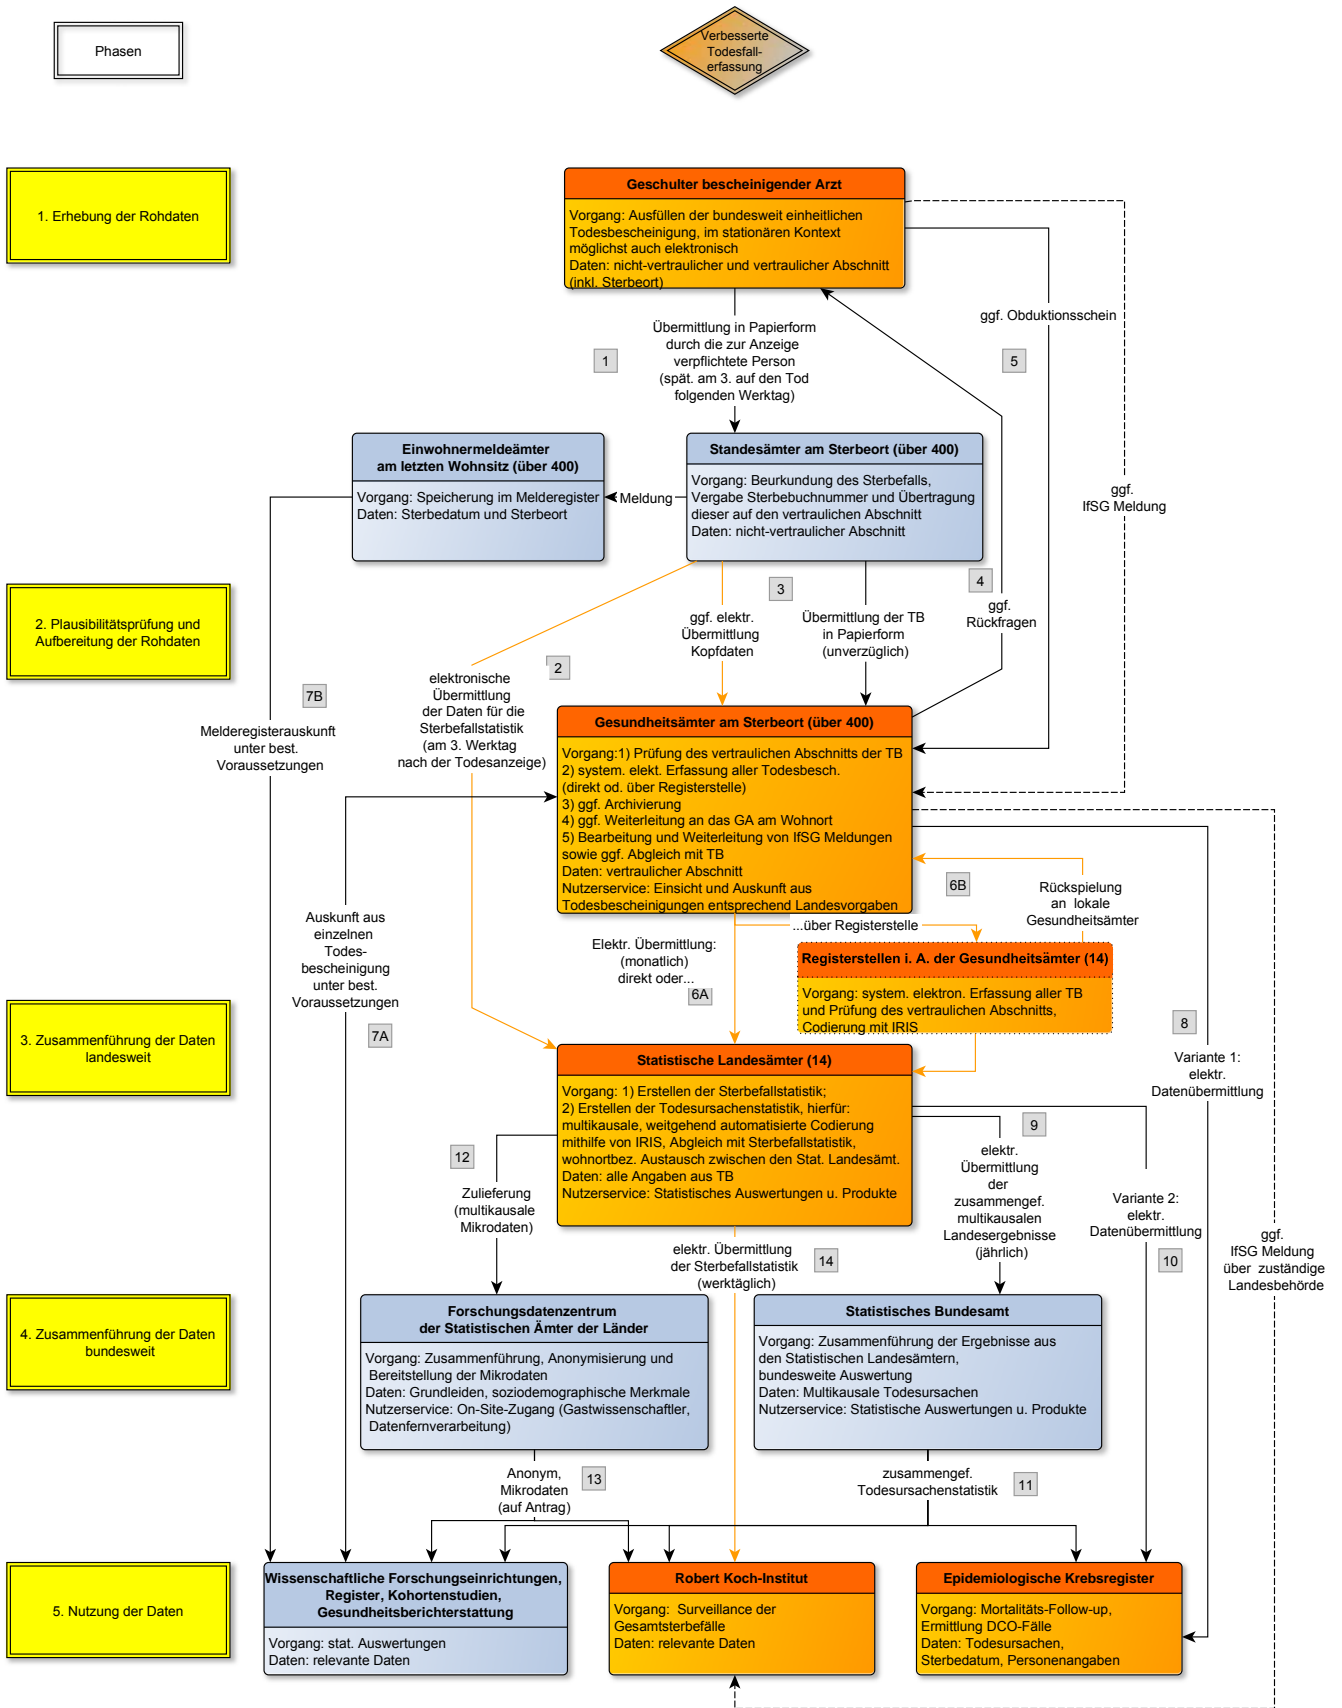 Phasen
Verbesserte
Todesfall-
erfassung
1. Erhebung der Rohdaten
Geschulter bescheinigender Arzt
Vorgang: Ausfüllen der bundesweit einheitlichen
Todesbescheinigung, im stationären Kontext
möglichst auch elektronisch
Daten: nicht-vertraulicher und vertraulicher Abschnitt
(inkl. Sterbeort)
Übermittlung in Papierform
durch die zur Anzeige
verpflichtete Person
(spät. am 3. auf den Tod
folgenden Werktag)
1
ggf. Obduktionsschein
5
Einwohnermeldeämter
am letzten Wohnsitz (über 400)
Vorgang: Speicherung im Melderegister
Daten: Sterbedatum und Sterbeort
Meldung
Standesämter am Sterbeort (über 400)
Vorgang: Beurkundung des Sterbefalls,
Vergabe Sterbebuchnummer und Übertragung
dieser auf den vertraulichen Abschnitt
Daten: nicht-vertraulicher Abschnitt
ggf.
IfSG Meldung
2. Plausibilitätsprüfung und
Aufbereitung der Rohdaten
3
4
ggf. elektr.
Übermittlung
Kopfdaten
Übermittlung der TB
in Papierform
(unverzüglich)
ggf.
Rückfragen
2
elektronische
Übermittlung
der Daten für die
Sterbefallstatistik
(am 3. Werktag
nach der Todesanzeige)
7B
Melderegisterauskunft
unter best.
Voraussetzungen
Gesundheitsämter am Sterbeort (über 400)
Vorgang:1) Prüfung des vertraulichen Abschnitts der TB
2) system. elekt. Erfassung aller Todesbesch.
(direkt od. über Registerstelle)
3) ggf. Archivierung
4) ggf. Weiterleitung an das GA am Wohnort
5) Bearbeitung und Weiterleitung von IfSG Meldungen
sowie ggf. Abgleich mit TB
Daten: vertraulicher Abschnitt
Nutzerservice: Einsicht und Auskunft aus
Todesbescheinigungen entsprechend Landesvorgaben
6B
Rückspielung
an  lokale
Gesundheitsämter
...über Registerstelle
Auskunft aus
einzelnen
Todes-
bescheinigung
unter best.
Voraussetzungen
7A
Elektr. Übermittlung:
(monatlich)
direkt oder...
6A
Registerstellen i. A. der Gesundheitsämter (14)
Vorgang: system. elektron. Erfassung aller TB
und Prüfung des vertraulichen Abschnitts,
Codierung mit IRIS
3. Zusammenführung der Daten
landesweit
8
Variante 1:
elektr.
Datenübermittlung
Statistische Landesämter (14)
Vorgang: 1) Erstellen der Sterbefallstatistik;
2) Erstellen der Todesursachenstatistik, hierfür:
multikausale, weitgehend automatisierte Codierung
mithilfe von IRIS, Abgleich mit Sterbefallstatistik,
wohnortbez. Austausch zwischen den Stat. Landesämt.
Daten: alle Angaben aus TB
Nutzerservice: Statistisches Auswertungen u. Produkte
12
Zulieferung
(multikausale
Mikrodaten)
9
elektr.
Übermittlung
der
zusammengef.
multikausalen
Landesergebnisse
(jährlich)
Variante 2:
elektr.
Datenübermittlung
10
elektr. Übermittlung
der Sterbefallstatistik
(werktäglich)
14
ggf.
IfSG Meldung
über  zuständige
Landesbehörde
4. Zusammenführung der Daten
bundesweit
Forschungsdatenzentrum
der Statistischen Ämter der Länder
Vorgang: Zusammenführung, Anonymisierung und
Bereitstellung der Mikrodaten
Daten: Grundleiden, soziodemographische Merkmale
Nutzerservice: On-Site-Zugang (Gastwissenschaftler,
Datenfernverarbeitung)
Statistisches Bundesamt
Vorgang: Zusammenführung der Ergebnisse aus
den Statistischen Landesämtern,
bundesweite Auswertung
Daten: Multikausale Todesursachen
Nutzerservice: Statistische Auswertungen u. Produkte
Anonym,
Mikrodaten
(auf Antrag)
13
zusammengef.
Todesursachenstatistik
11
5. Nutzung der Daten
Wissenschaftliche Forschungseinrichtungen,
Register, Kohortenstudien,
Gesundheitsberichterstattung
Vorgang: stat. Auswertungen
Daten: relevante Daten
Robert Koch-Institut
Vorgang:  Surveillance der
Gesamtsterbefälle
Daten: relevante Daten
Epidemiologische Krebsregister
Vorgang: Mortalitäts-Follow-up,
Ermittlung DCO-Fälle
Daten: Todesursachen,
Sterbedatum, Personenangaben